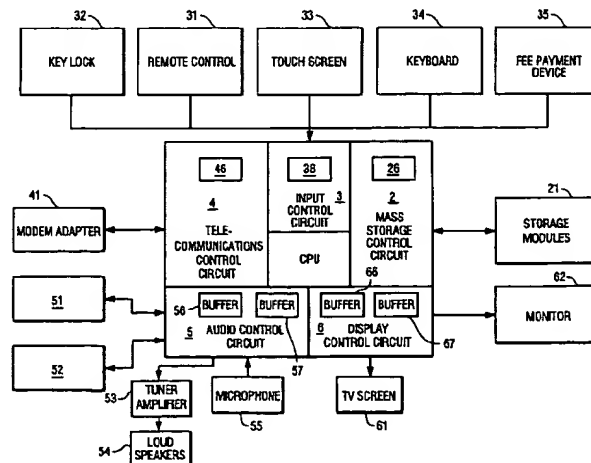 32
31
33
34
35
KEY LOCK
REMOTE CONTROL
TOUCH SCREEN
KEYBOARD
FEE PAYMENT
DEVICE
46
38
26
4
INPUT
CONTROL
CIRCUIT
3
2
TELE-
COMMUNICATIONS
CONTROL
CIRCUIT
CPU
MASS
STORAGE
CONTROL
CIRCUIT
41
MODEM ADAPTER
21
STORAGE
MODULES
66
62
51
56
BUFFER
BUFFER
BUFFER
BUFFER
MONITOR
5
AUDIO CONTROL
CIRCUIT
57
6
DISPLAY
CONTROL CIRCUIT
67
52
53
TUNER
AMPLIFIER
MICROPHONE
55
TV SCREEN
61
54
LOUD
SPEAKERS